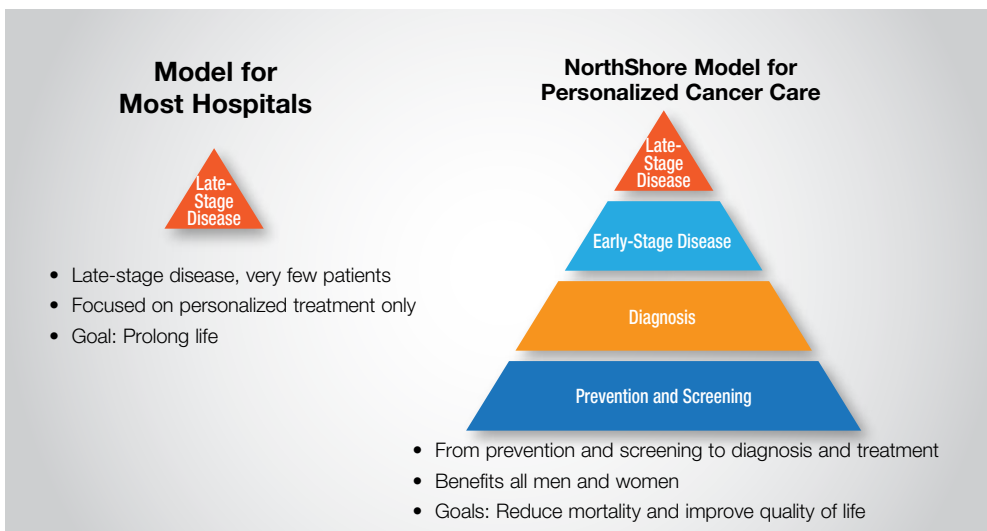 Model for
Most Hospitals
Late-
Stage
Disease
• Late-stage disease, very few patients
• Focused on personalized treatment only
• Goal: Prolong life
NorthShore Model for
Personalized Cancer Care
Late-
Stage
Disease
Early-Stage Disease
Diagnosis
Prevention and Screening
• From prevention and screening to diagnosis and treatment
• Benefits all men and women
• Goals: Reduce mortality and improve quality of life